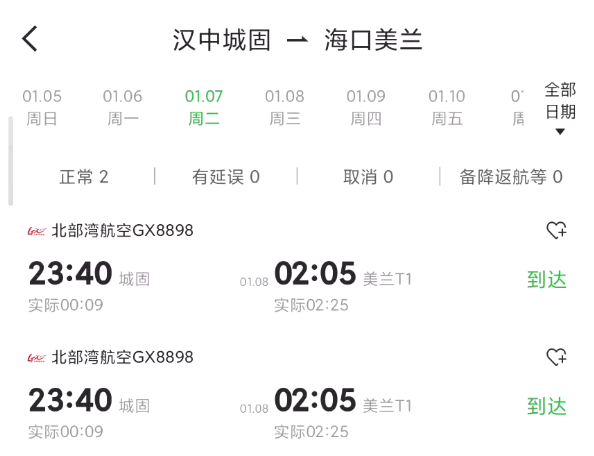 汉中城固 ⇀ 海口美兰
01.05 01.06 01.07 01.08 01.09 01.10 全部
周日 周一 周二 周三 周四 周五 日期
正常 2 有延误 0 取消 0 备降返航等 0
北部湾航空GX8898
23:40 城固 01.08 02:05 美兰T1 到达
实际00:09 实际02:25
北部湾航空GX8898
23:40 城固 01.08 02:05 美兰T1 到达
实际00:09 实际02:25